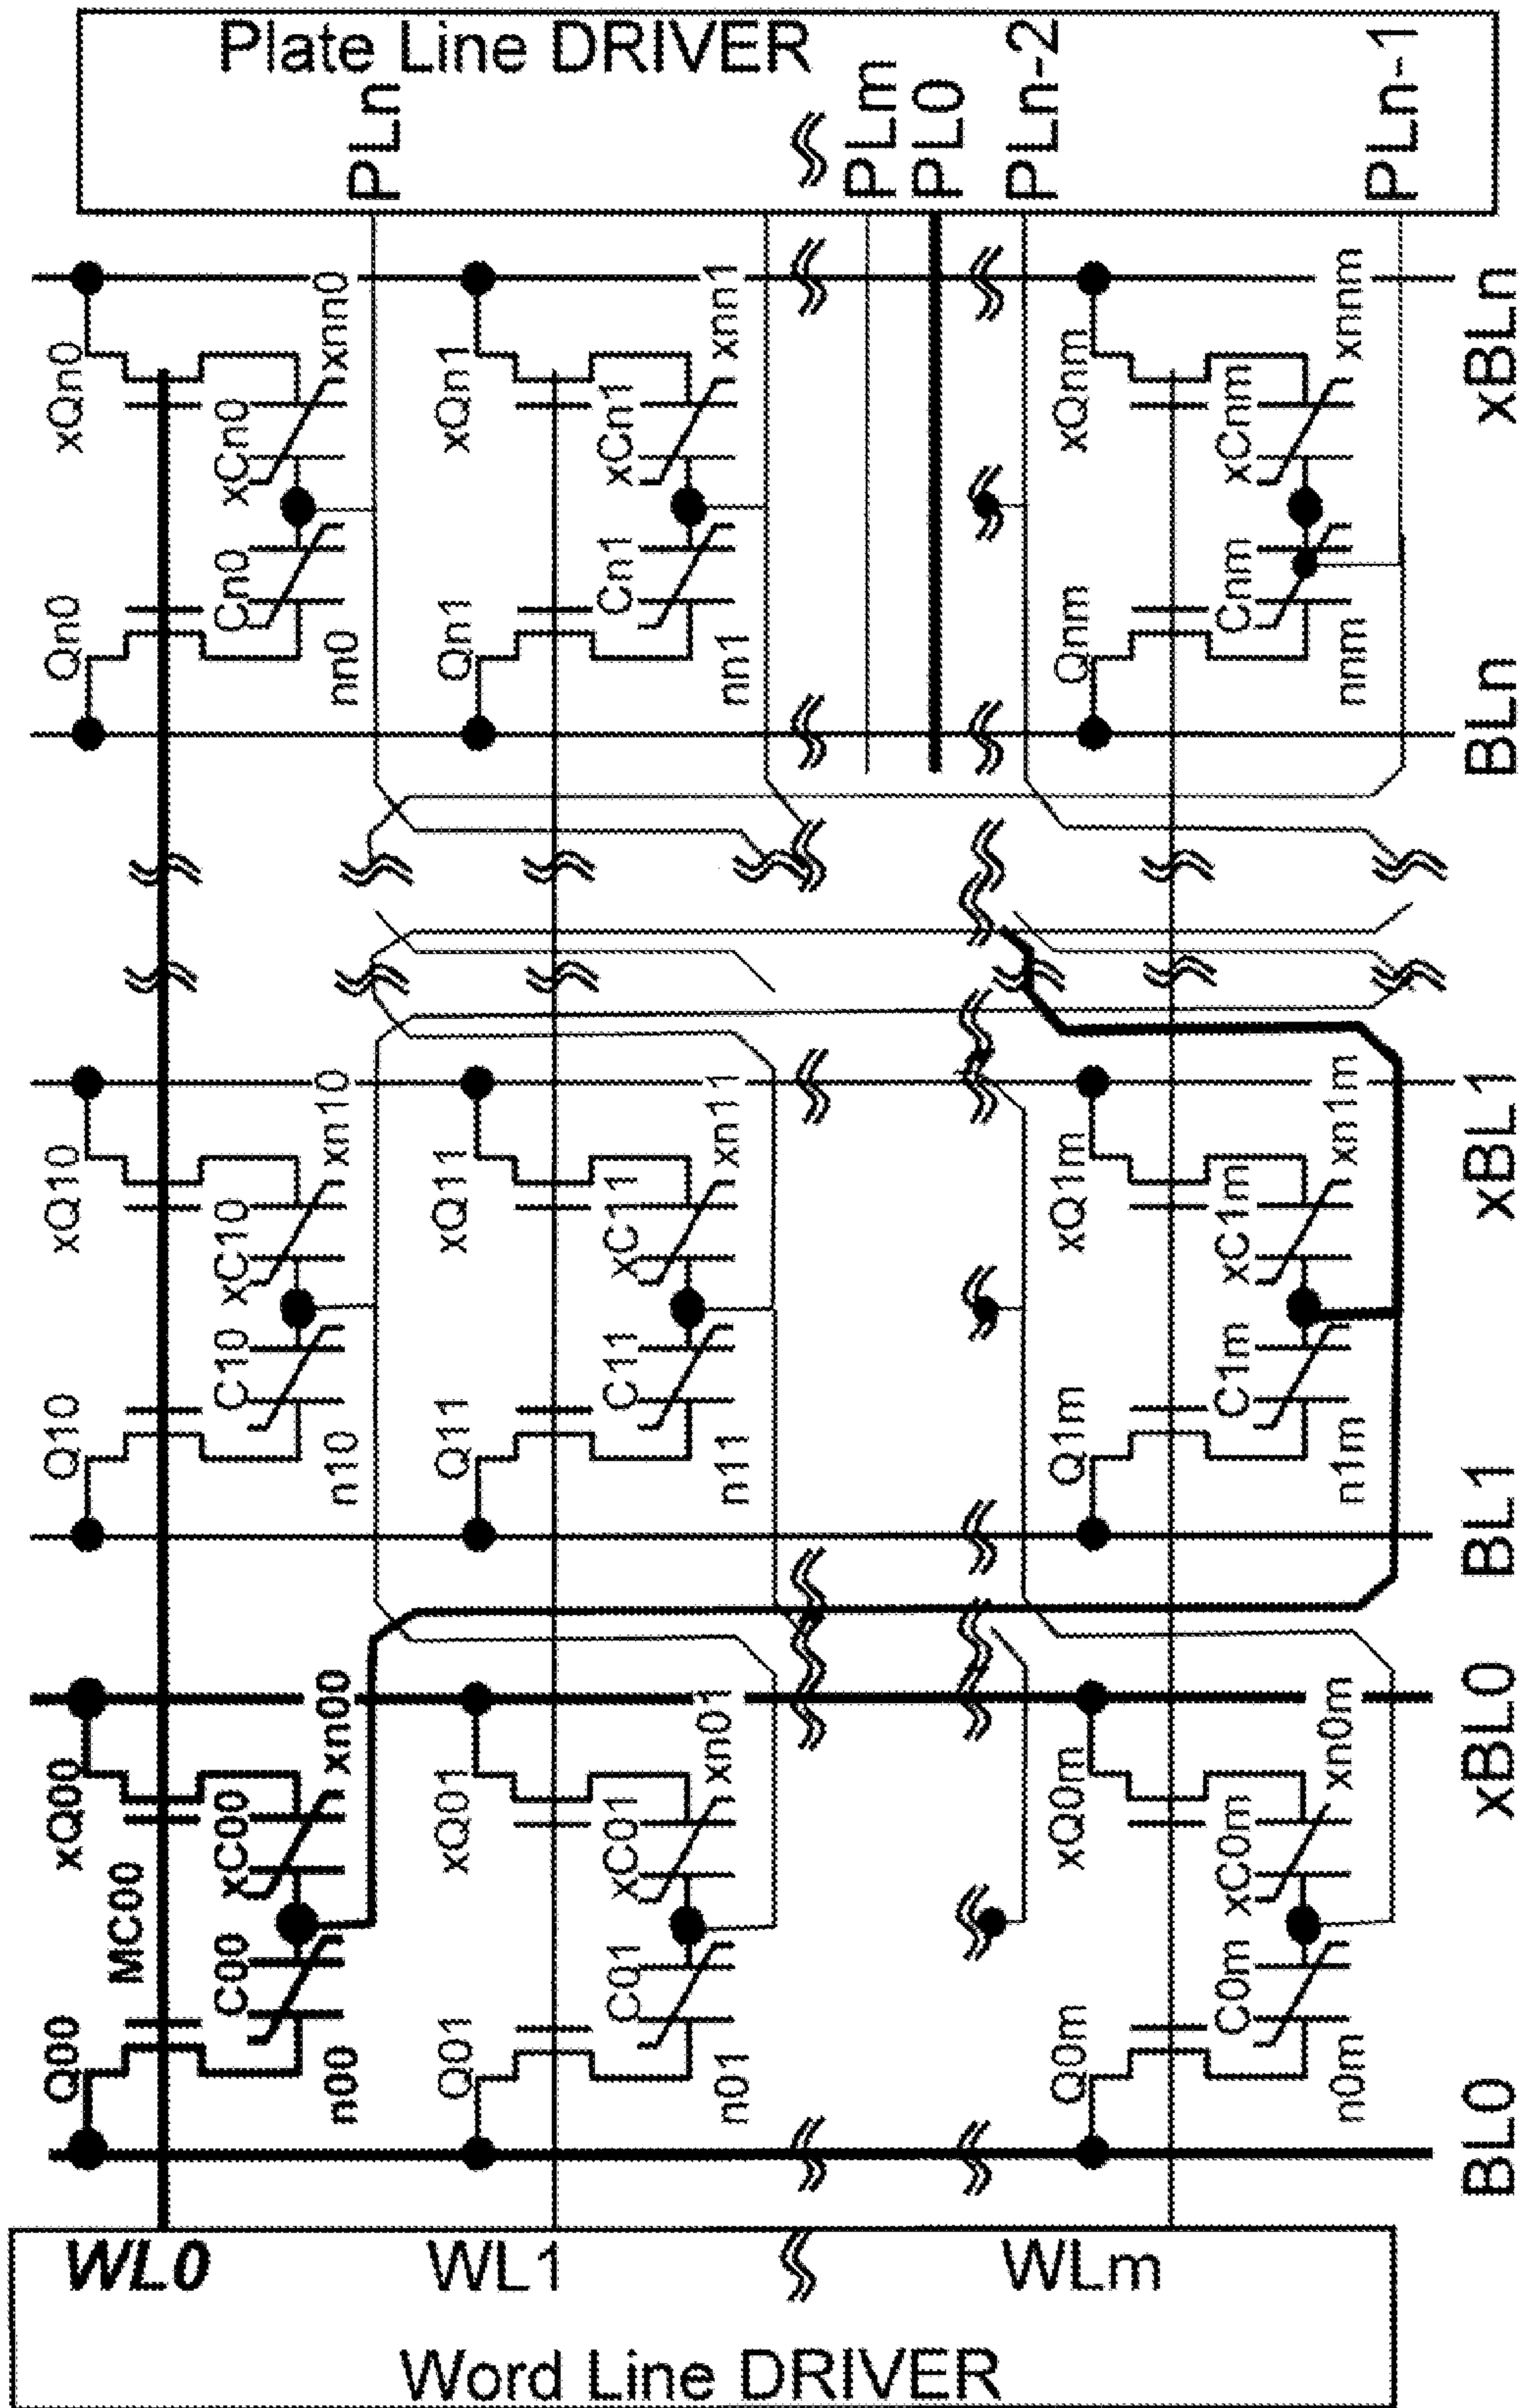 Plate Line DRIVER
PLn
PLm
PL0
PLn-2
PLn-1
xQn0
xCn0
xnn0
Qn0
Cn0
nn0
xQn1
xCn1
xnn1
Qn1
Cn1
nn1
xQnm
xCnm
xnnm
Qnm
Cnm
nnm
xBLn
BLn
xQ10
xC10
xn10
Q10
C10
n10
xQ11
xC11
xn11
Q11
C11
n11
xQ1m
xC1m
xn1m
Q1m
C1m
n1m
xBL1
BL1
xQ00
xC00
xn00
MC00
Q00
C00
n00
xQ01
xC01
xn01
Q01
C01
n01
xQ0m
xC0m
xn0m
Q0m
C0m
n0m
xBL0
BL0
WL0
WL1
WLm
Word Line DRIVER